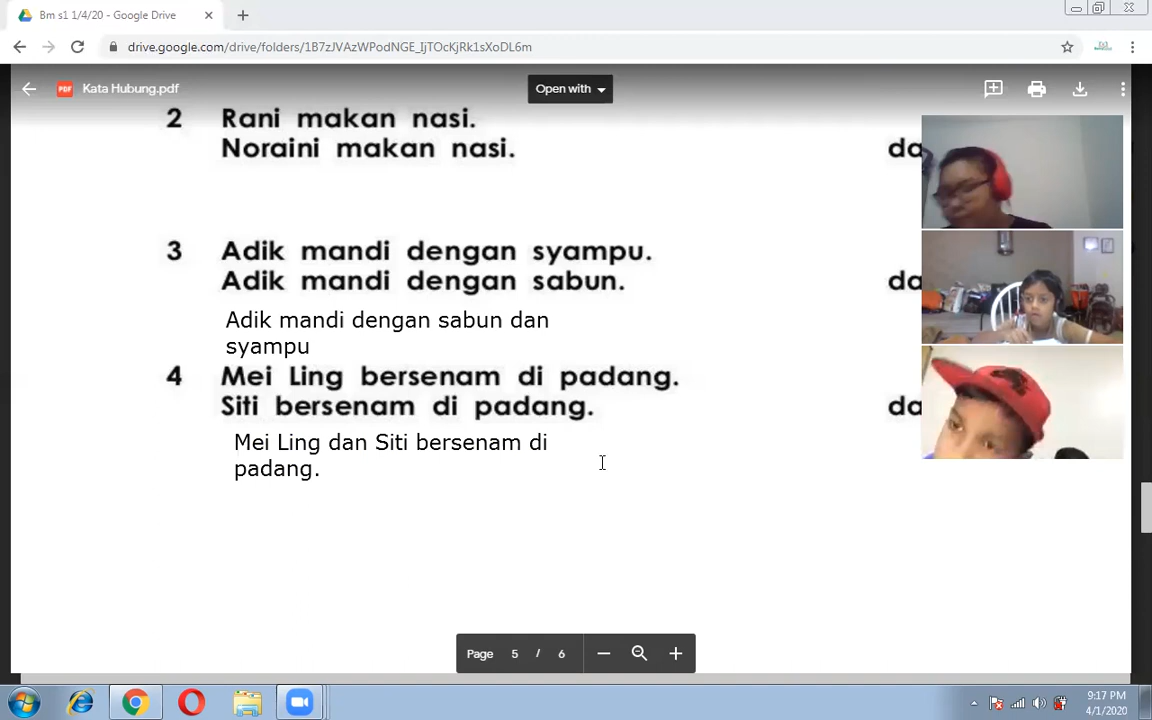 Bm s1 1/4/20 - Google Drive
drive.google.com/drive/folders/1B7zJVAzWPodNGE_IjTOcKjRk1sXoDL6m
PDF Kata Hubung.pdf Open with
2 Rani makan nasi.
Noraini makan nasi. da
3 Adik mandi dengan syampu.
Adik mandi dengan sabun. da
Adik mandi dengan sabun dan
syampu
4 Mei Ling bersenam di padang.
Siti bersenam di padang. da
Mei Ling dan Siti bersenam di
padang.
Page 5 / 6
9:17 PM
4/1/2020